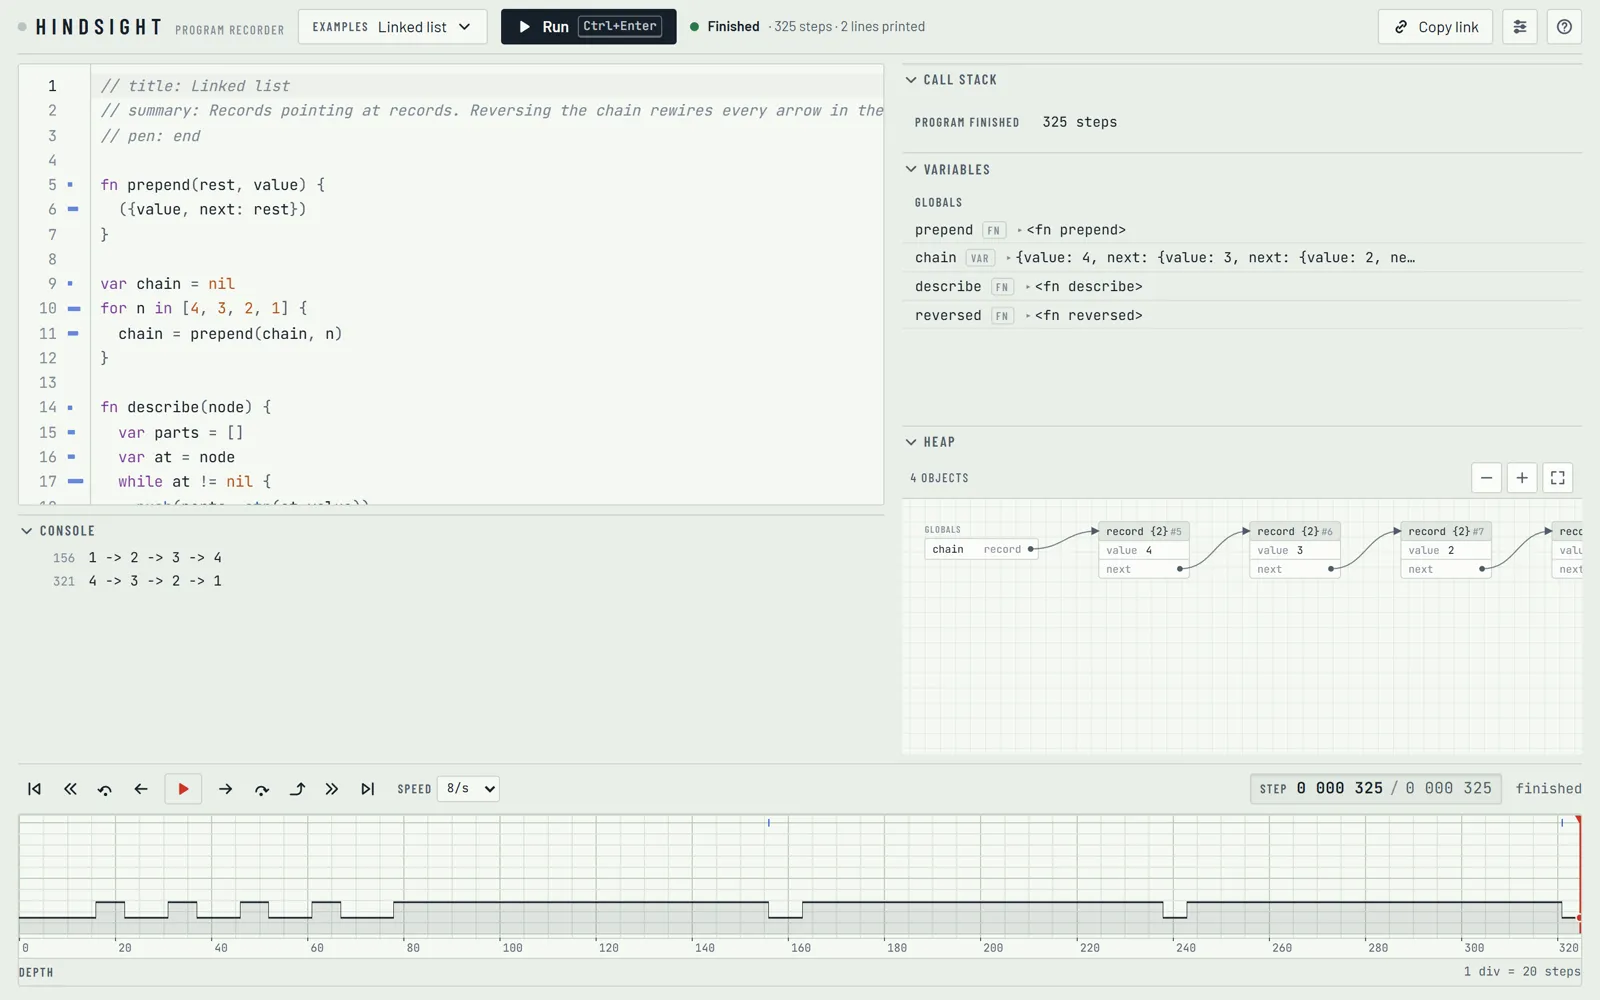 HINDSIGHT PROGRAM RECORDER EXAMPLES Linked list Run Ctrl+Enter Finished · 325 steps · 2 lines printed Copy link
1 // title: Linked list
2 // summary: Records pointing at records. Reversing the chain rewires every arrow in the
3 // pen: end
4
5 fn prepend(rest, value) {
6 ({value, next: rest})
7 }
8
9 var chain = nil
10 for n in [4, 3, 2, 1] {
11 chain = prepend(chain, n)
12 }
13
14 fn describe(node) {
15 var parts = []
16 var at = node
17 while at != nil {
CONSOLE
156 1 -> 2 -> 3 -> 4
321 4 -> 3 -> 2 -> 1
CALL STACK
PROGRAM FINISHED 325 steps
VARIABLES
GLOBALS
prepend FN <fn prepend>
chain VAR {value: 4, next: {value: 3, next: {value: 2, ne…
describe FN <fn describe>
reversed FN <fn reversed>
HEAP
4 OBJECTS
GLOBALS
chain record
record {2} #5
value 4
next
record {2} #6
value 3
next
record {2} #7
value 2
next
SPEED 8/s
STEP 0 000 325 / 0 000 325 finished
0 20 40 60 80 100 120 140 160 180 200 220 240 260 280 300 320
DEPTH 1 div = 20 steps